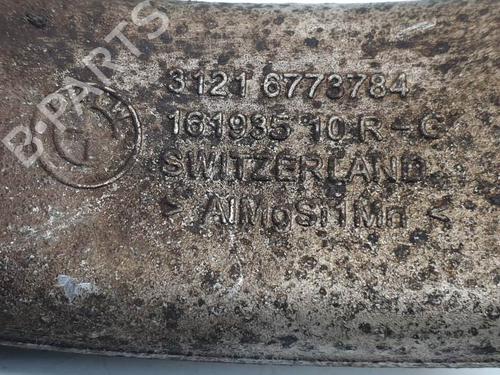 B-PARTS
3121 6773784
161935 10 R-C
SWITZERLAND
> AlMgSi1Mn <